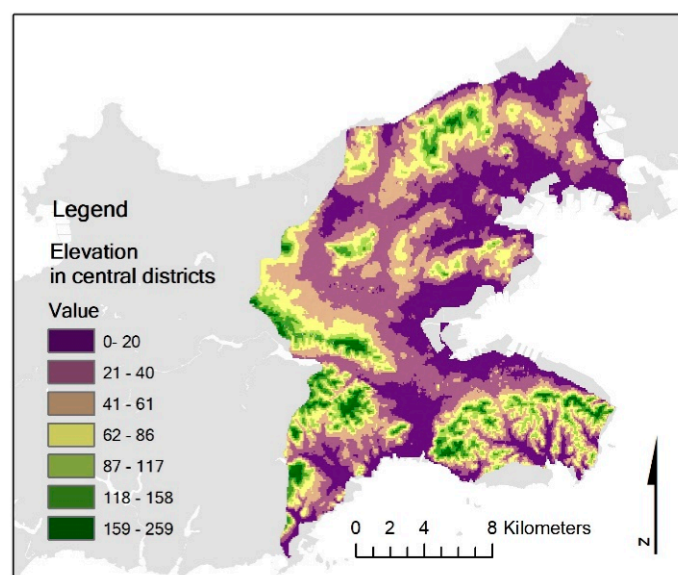 Legend
Elevation
in central districts
Value
0- 20
21 - 40
41 - 61
62 - 86
87 - 117
118 - 158
159 - 259
0 2 4 8 Kilometers
N